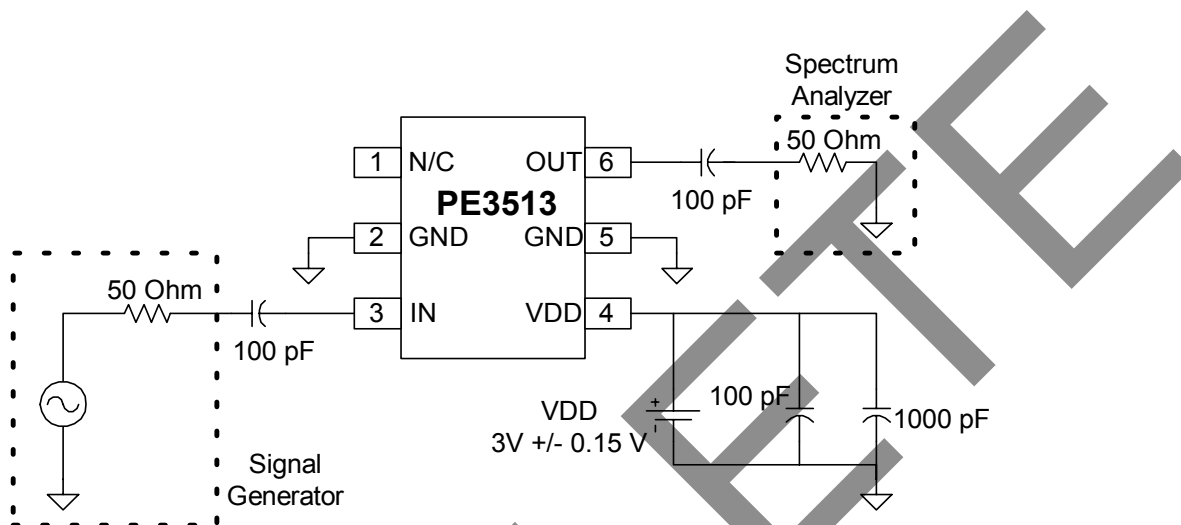 Spectrum
Analyzer
50 Ohm
1 N/C OUT 6
100 pF
PE3513
2 GND GND 5
50 Ohm
3 IN VDD 4
100 pF
VDD
3V +/- 0.15 V
+
-
100 pF
1000 pF
Signal
Generator
ETE